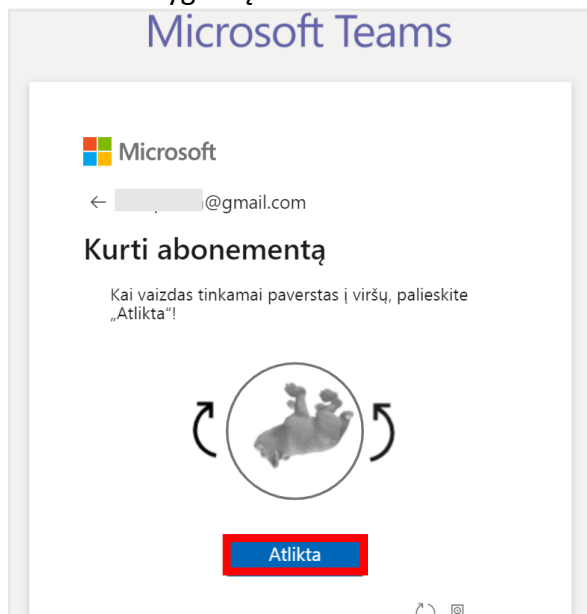 Microsoft Teams
Microsoft
@gmail.com
Kurti abonementą
Kai vaizdas tinkamai paverstas į viršų, palieskite
„Atlikta“!
Atlikta